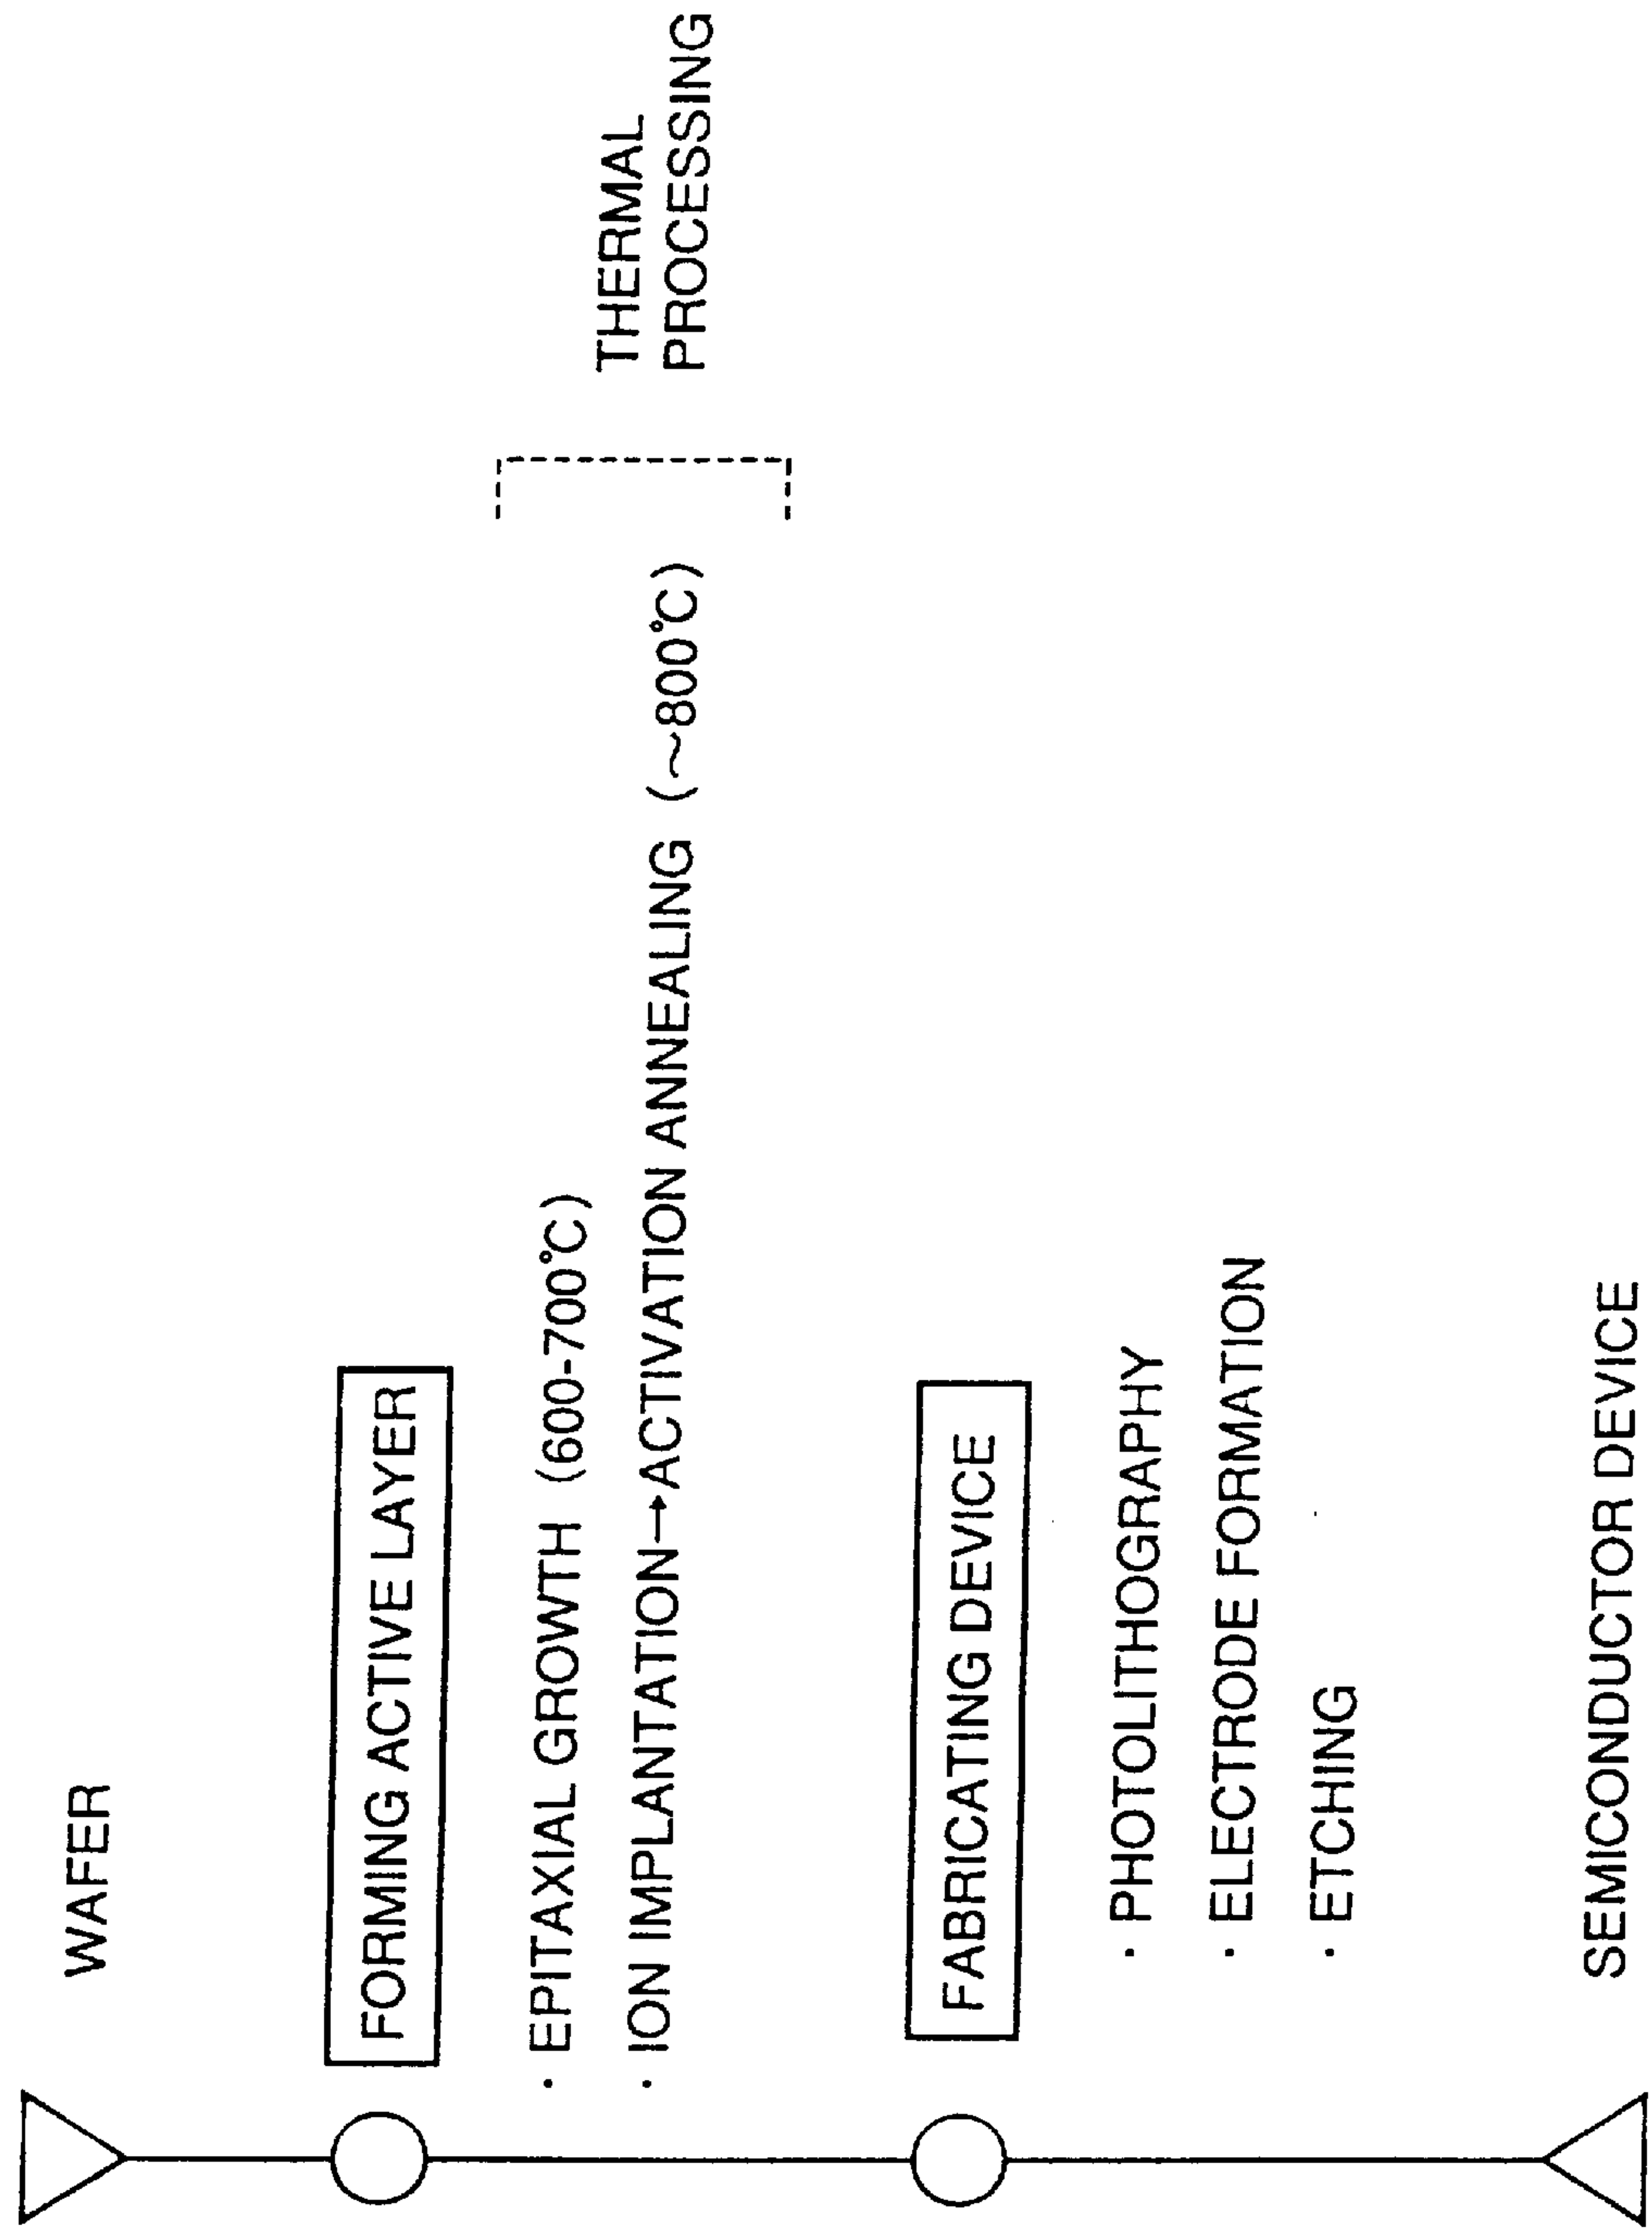 WAFER
FORMING ACTIVE LAYER
· EPITAXIAL GROWTH (600-700℃)
· ION IMPLANTATION→ACTIVATION ANNEALING (~800℃)
THERMAL
PROCESSING
FABRICATING DEVICE
· PHOTOLITHOGRAPHY
· ELECTRODE FORMATION
· ETCHING
SEMICONDUCTOR DEVICE